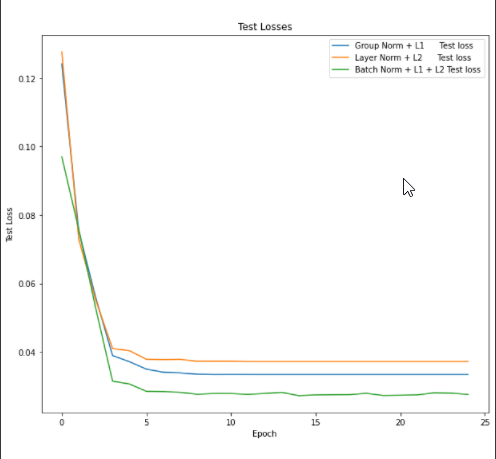 Test Losses
Group Norm + L1 Test loss
Layer Norm + L2 Test loss
Batch Norm + L1 + L2 Test loss
0.12
0.10
0.08
0.06
0.04
Test Loss
0 5 10 15 20 25
Epoch